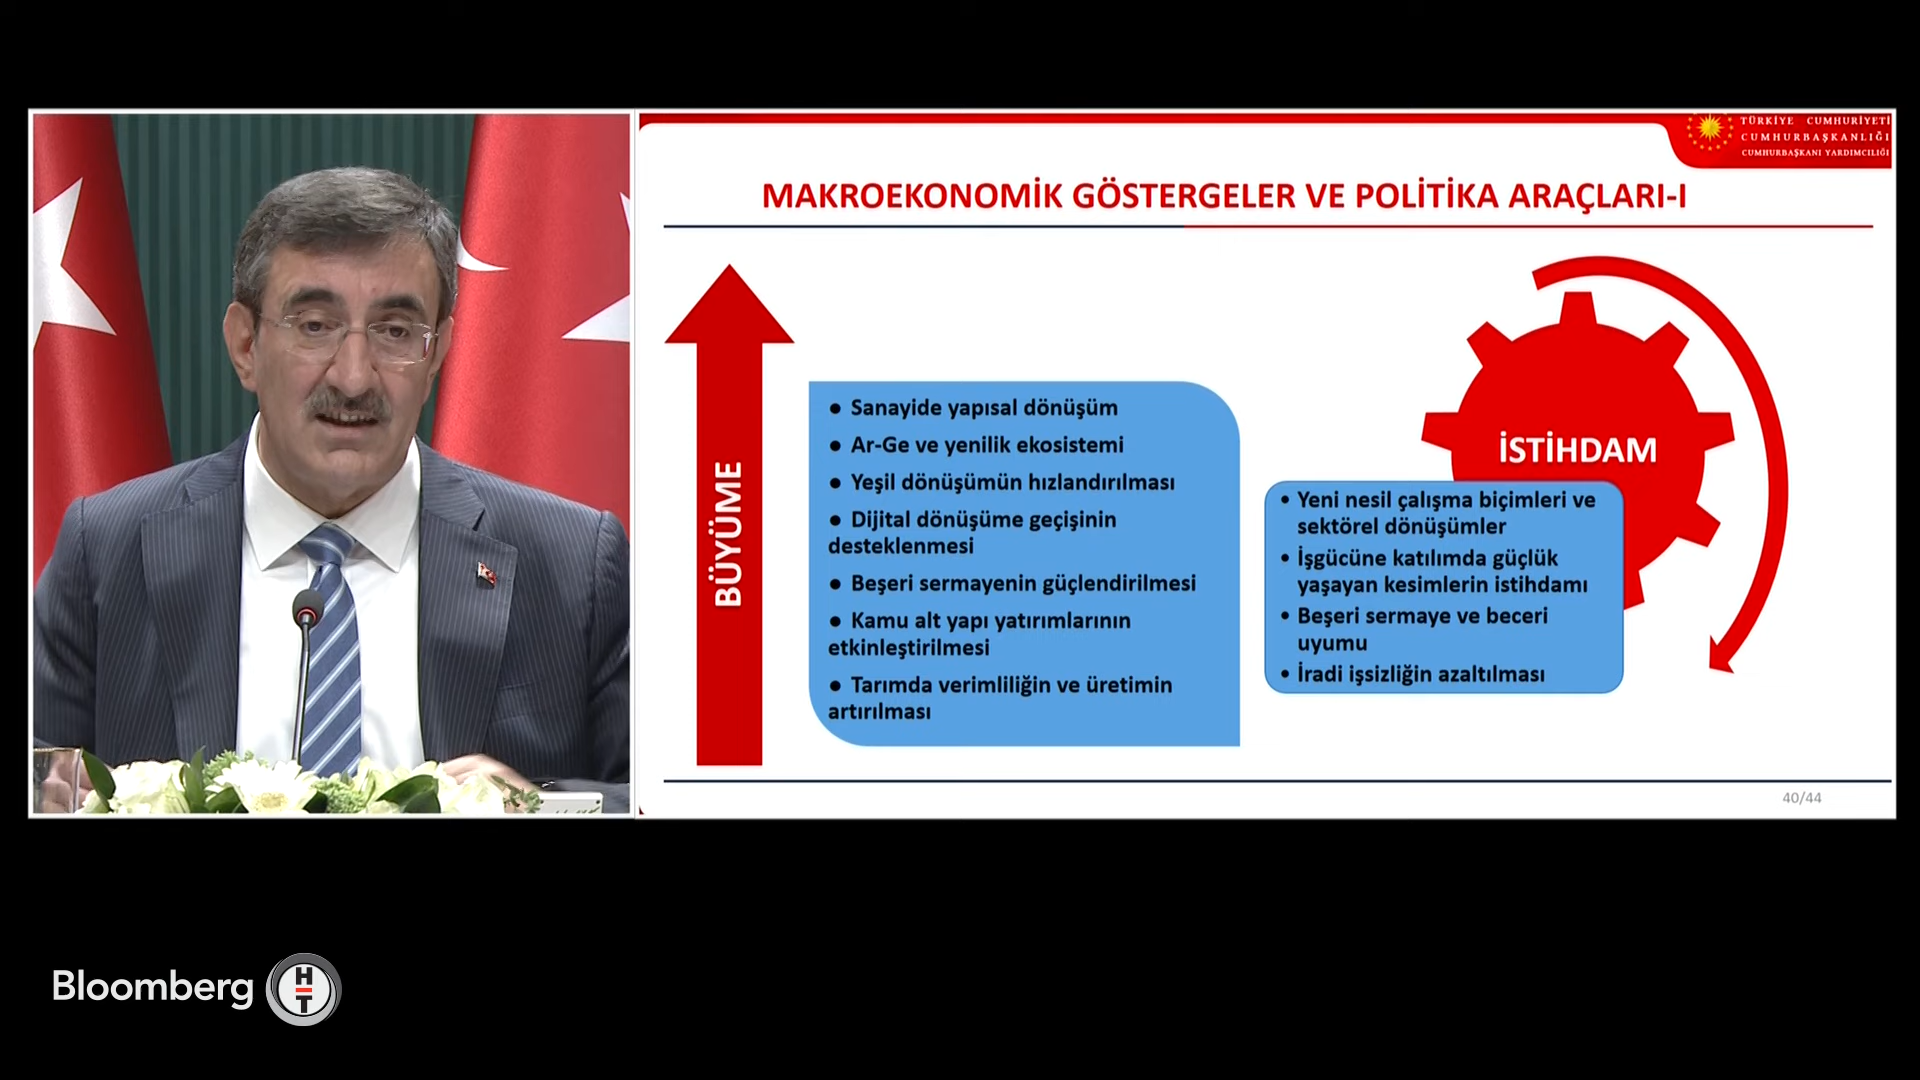 TÜRKİYE CUMHURİYETİ
CUMHURBAŞKANLIĞI
CUMHURBAŞKANI YARDIMCILIĞI
MAKROEKONOMİK GÖSTERGELER VE POLİTİKA ARAÇLARI-I
BÜYÜME
● Sanayide yapısal dönüşüm
● Ar-Ge ve yenilik ekosistemi
● Yeşil dönüşümün hızlandırılması
● Dijital dönüşüme geçişinin
desteklenmesi
● Beşeri sermayenin güçlendirilmesi
● Kamu alt yapı yatırımlarının
etkinleştirilmesi
● Tarımda verimliliğin ve üretimin
artırılması
İSTİHDAM
• Yeni nesil çalışma biçimleri ve
sektörel dönüşümler
• İşgücüne katılımda güçlük
yaşayan kesimlerin istihdamı
• Beşeri sermaye ve beceri
uyumu
• İradi işsizliğin azaltılması
40/44
Bloomberg HT